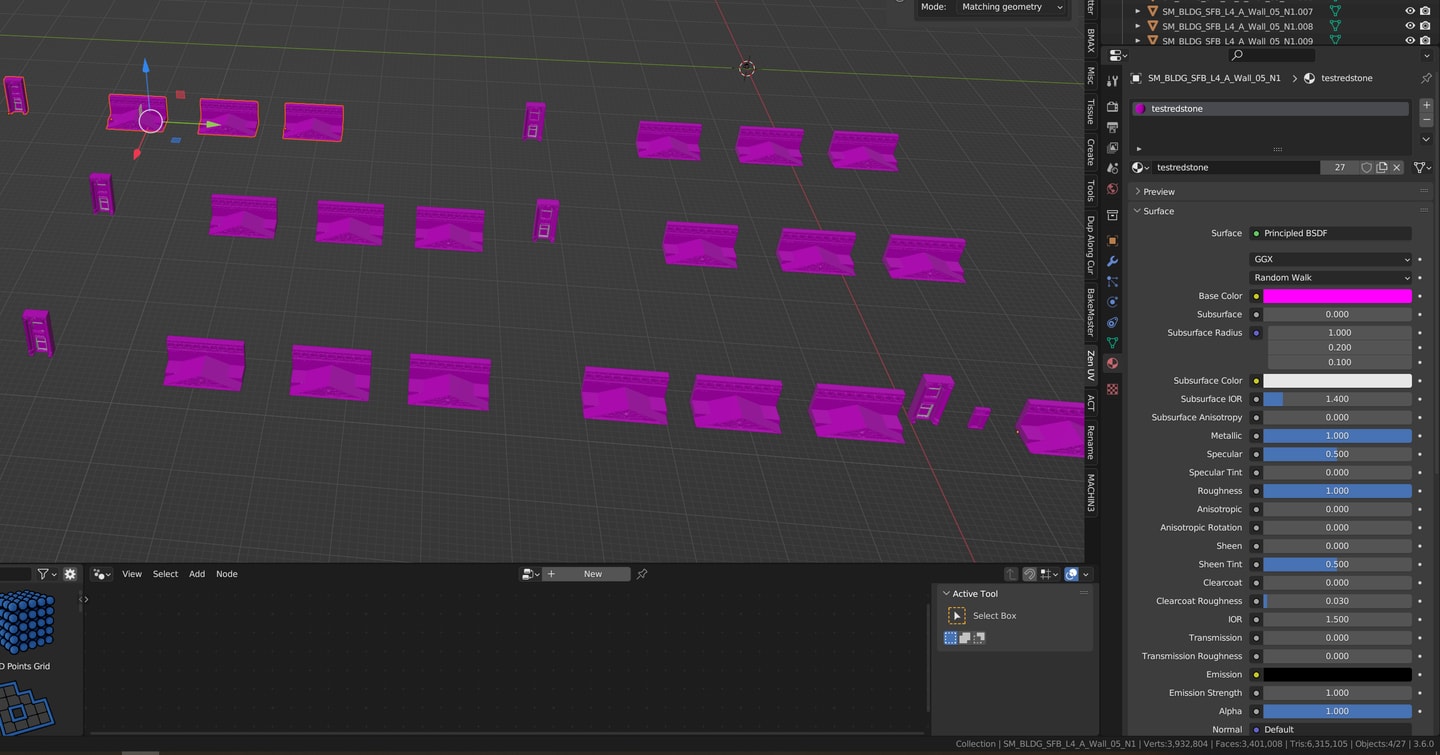 Mode: Matching geometry
SM_BLDG_SFB_L4_A_Wall_05_N1.007
SM_BLDG_SFB_L4_A_Wall_05_N1.008
SM_BLDG_SFB_L4_A_Wall_05_N1.009
BMAX
Misc
Tissue
Create
Tools
Dup Along Cur
BakeMaster
Zen UV
ACT
Rename
MACHIN3
SM_BLDG_SFB_L4_A_Wall_05_N1 > testredstone
testredstone
testredstone 27
Preview
Surface
Surface Principled BSDF
GGX
Random Walk
Base Color
Subsurface 0.000
Subsurface Radius 1.000
0.200
0.100
Subsurface Color
Subsurface IOR 1.400
Subsurface Anisotropy 0.000
Metallic 1.000
Specular 0.500
Specular Tint 0.000
Roughness 1.000
Anisotropic 0.000
Anisotropic Rotation 0.000
Sheen 0.000
Sheen Tint 0.500
Clearcoat 0.000
Clearcoat Roughness 0.030
IOR 1.500
Transmission 0.000
Transmission Roughness 0.000
Emission
Emission Strength 1.000
Alpha 1.000
Normal Default
View Select Add Node
New
Active Tool
Select Box
D Points Grid
Collection | SM_BLDG_SFB_L4_A_Wall_05_N1 | Verts:3,932,804 | Faces:3,401,008 | Tris:6,315,105 | Objects:4/27 | 3.6.0